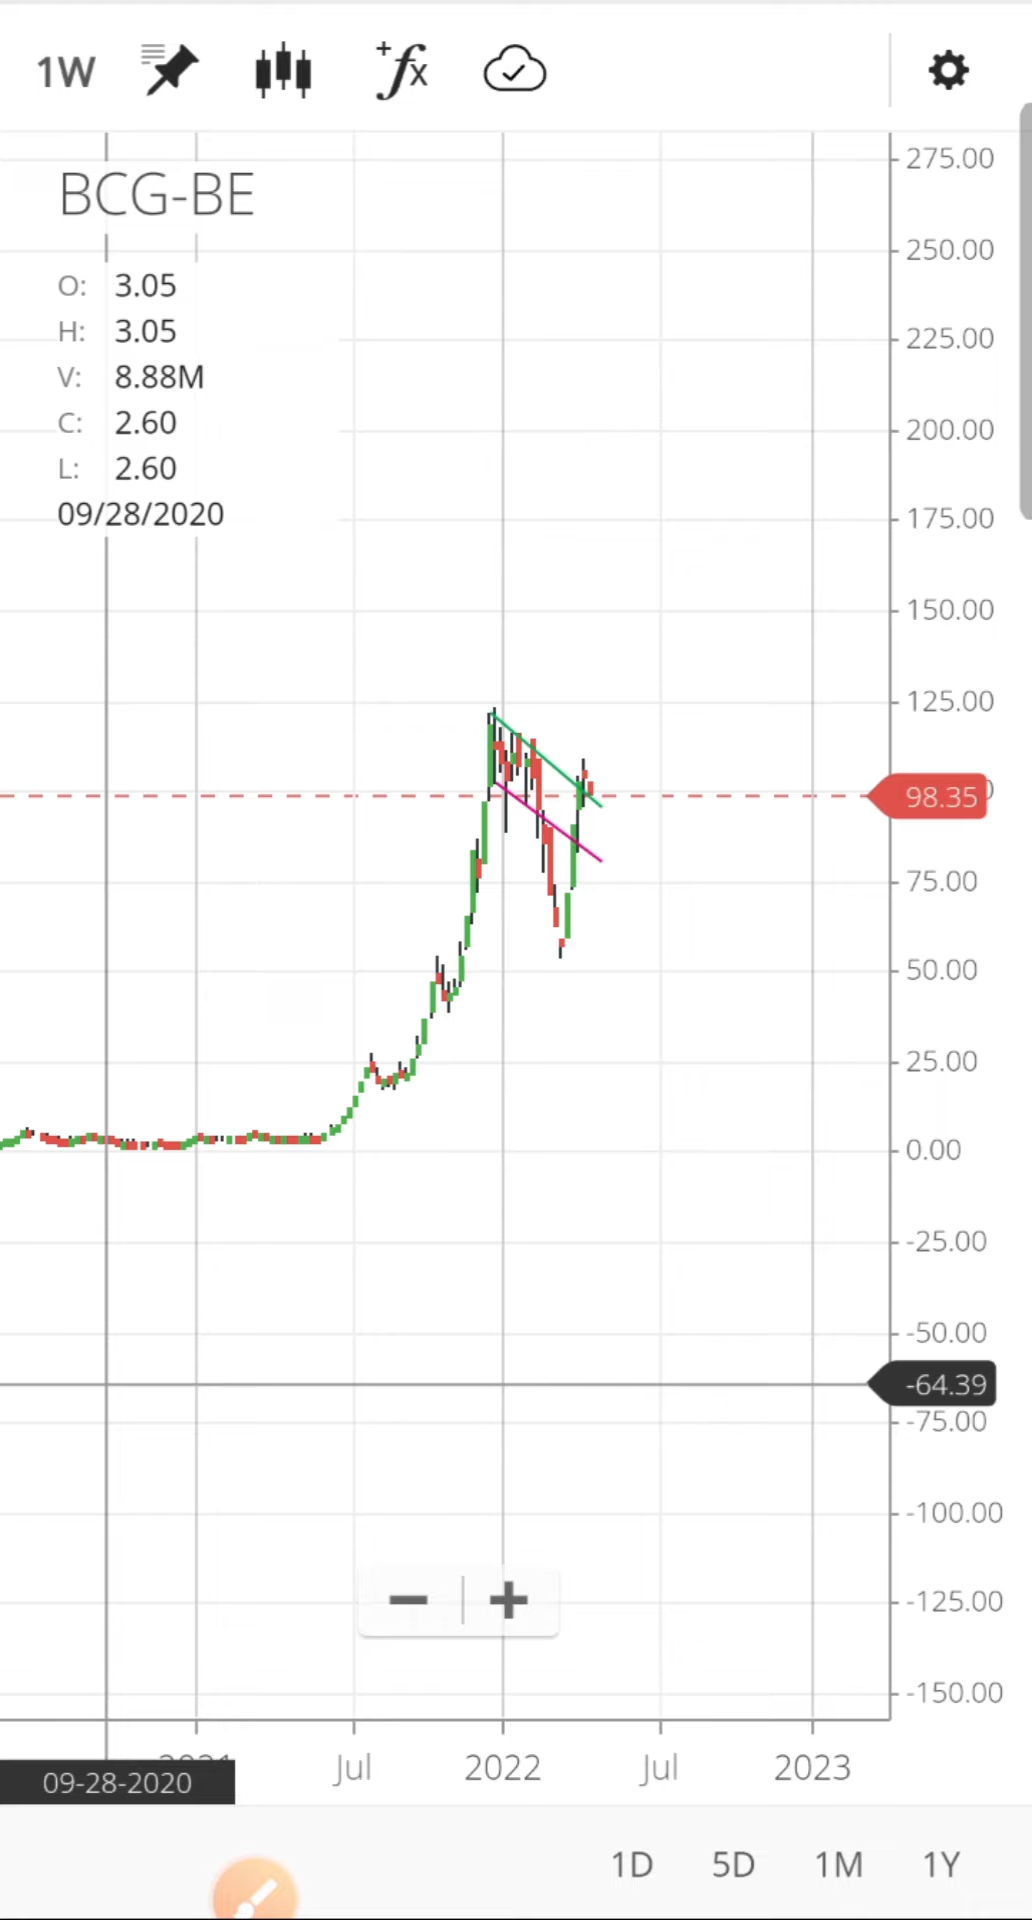 1W
+fx
BCG-BE
O: 3.05
H: 3.05
V: 8.88M
C: 2.60
L: 2.60
09/28/2020
275.00
250.00
225.00
200.00
175.00
150.00
125.00
98.35
75.00
50.00
25.00
0.00
-25.00
-50.00
-64.39
-75.00
-100.00
-125.00
-150.00
Jul 2022 Jul 2023
09-28-2020
1D 5D 1M 1Y